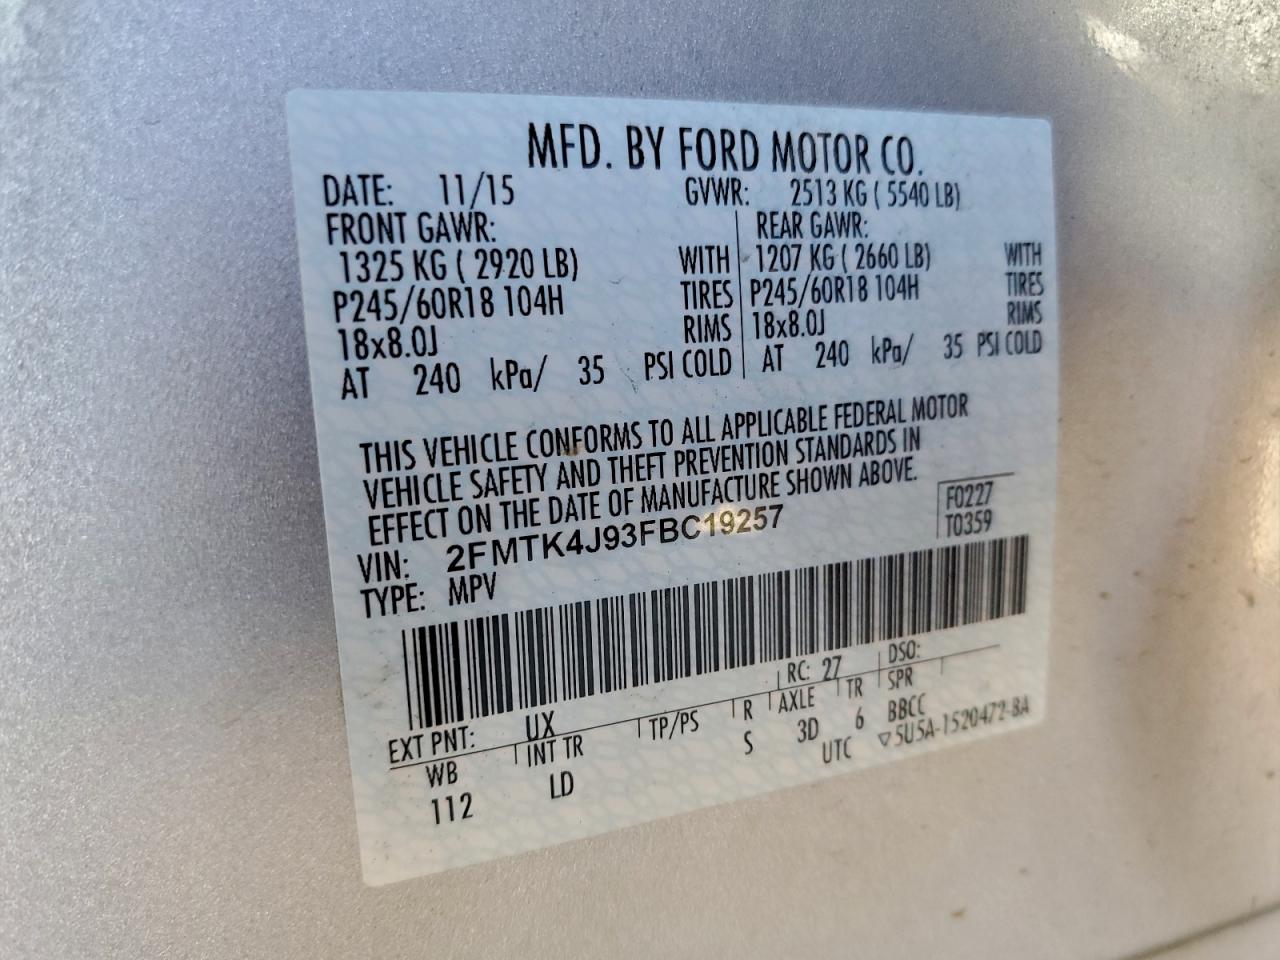 MFD. BY FORD MOTOR CO.
DATE: 11/15 GVWR: 2513 KG ( 5540 LB)
FRONT GAWR: REAR GAWR:
1325 KG ( 2920 LB) WITH 1207 KG ( 2660 LB) WITH
P245/60R18 104H TIRES P245/60R18 104H TIRES
18x8.0J RIMS 18x8.0J RIMS
AT 240 kPa/ 35 PSI COLD AT 240 kPa/ 35 PSI COLD
THIS VEHICLE CONFORMS TO ALL APPLICABLE FEDERAL MOTOR
VEHICLE SAFETY AND THEFT PREVENTION STANDARDS IN
EFFECT ON THE DATE OF MANUFACTURE SHOWN ABOVE.
F0227
T0359
VIN: 2FMTK4J93FBC19257
TYPE: MPV
EXT PNT: UX RC: 27 DSO:
WB INT TR TP/PS R AXLE TR SPR
112 LD S 3D 6 BBCC
UTC ▽5U5A-1520472-BA